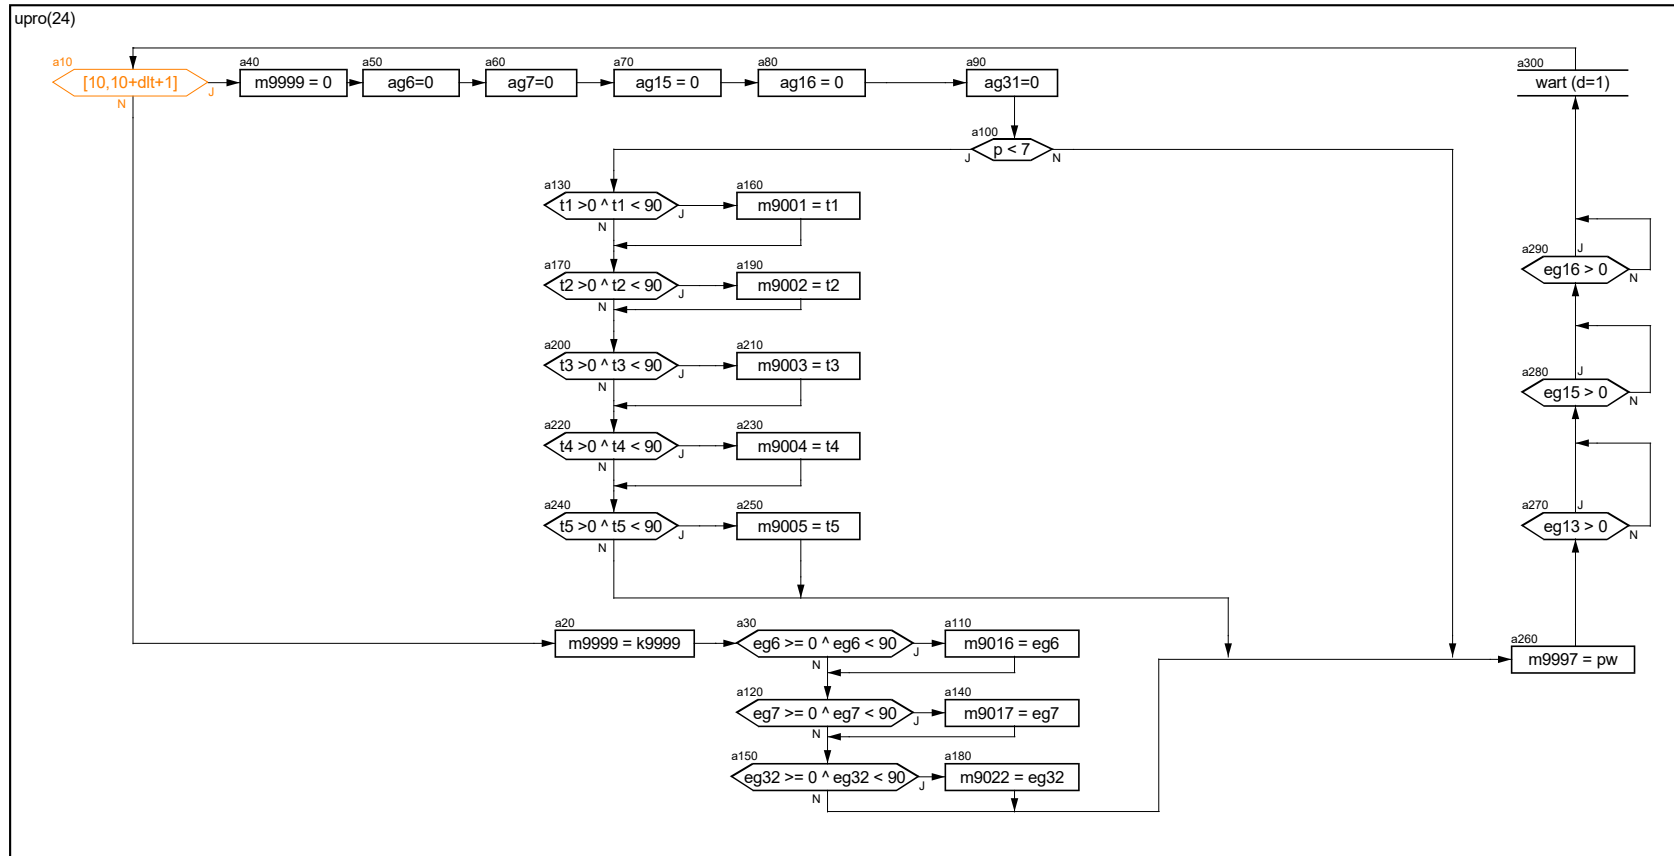 upro(24)
a10
[10,10+dlt+1]
J
N
a40
m9999 = 0
a50
ag6=0
a60
ag7=0
a70
ag15 = 0
a80
ag16 = 0
a90
ag31=0
a300
wart (d=1)
a100
p < 7
J
N
a130
t1 >0 ^ t1 < 90
J
N
a160
m9001 = t1
a170
t2 >0 ^ t2 < 90
J
N
a190
m9002 = t2
a200
t3 >0 ^ t3 < 90
J
N
a210
m9003 = t3
a220
t4 >0 ^ t4 < 90
J
N
a230
m9004 = t4
a240
t5 >0 ^ t5 < 90
J
N
a250
m9005 = t5
a20
m9999 = k9999
a30
eg6 >= 0 ^ eg6 < 90
J
N
a110
m9016 = eg6
a120
eg7 >= 0 ^ eg7 < 90
J
N
a140
m9017 = eg7
a150
eg32 >= 0 ^ eg32 < 90
J
N
a180
m9022 = eg32
a260
m9997 = pw
a270
J
eg13 > 0
N
a280
J
eg15 > 0
N
a290
J
eg16 > 0
N